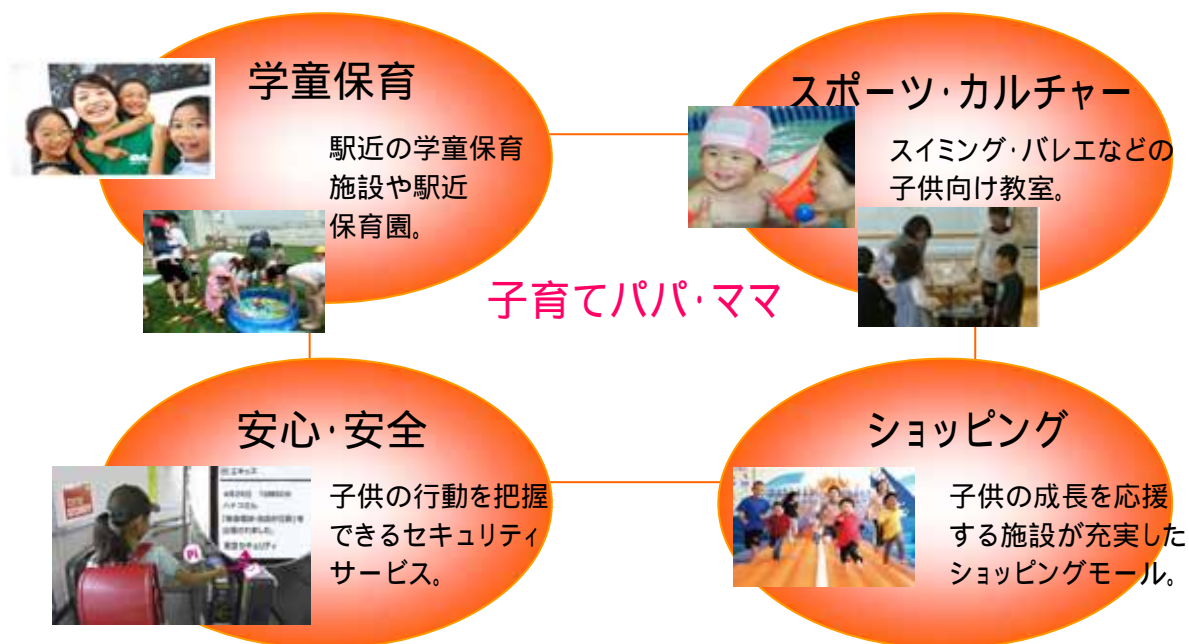 学童保育
駅近の学童保育
施設や駅近
保育園。
スポーツ・カルチャー
スイミング・バレエなどの
子供向け教室。
子育てパパ・ママ
安心・安全
子供の行動を把握
できるセキュリティ
サービス。
Pi
ショッピング
子供の成長を応援
する施設が充実した
ショッピングモール。